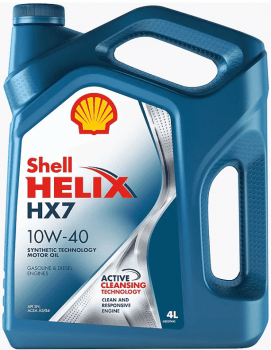 Shell
HELIX
HX7
10W-40
SYNTHETIC TECHNOLOGY
MOTOR OIL
GASOLINE & DIESEL
ENGINES
ACTIVE
CLEANSING
TECHNOLOGY
CLEAN AND
RESPONSIVE
ENGINE
4L